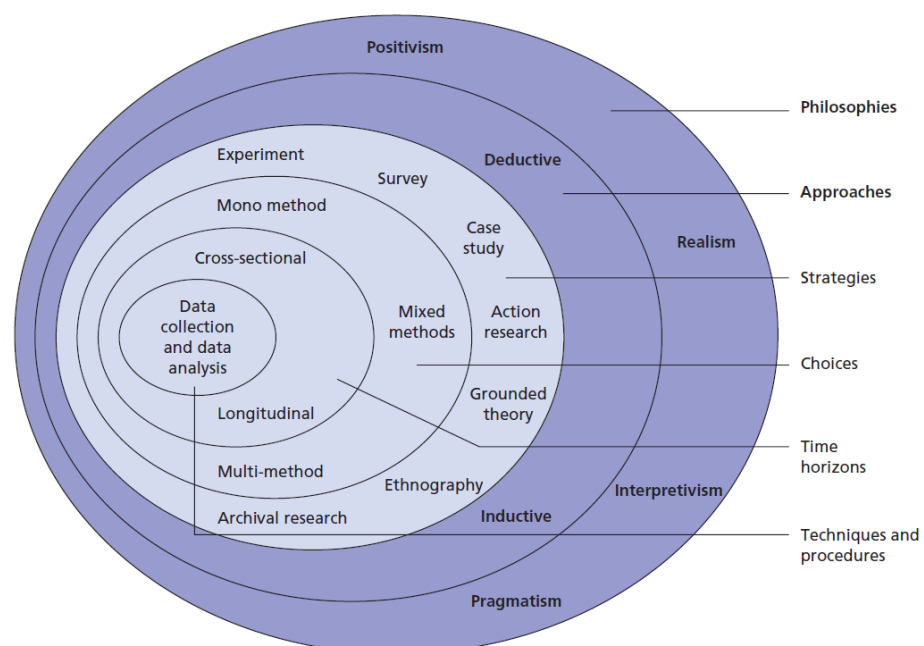 Positivism
Philosophies
Experiment
Deductive
Survey
Approaches
Mono method
Case
study
Realism
Cross-sectional
Strategies
Data
collection
and data
analysis
Mixed
methods
Action
research
Choices
Grounded
theory
Longitudinal
Time
horizons
Multi-method
Ethnography
Interpretivism
Archival research
Inductive
Techniques and
procedures
Pragmatism